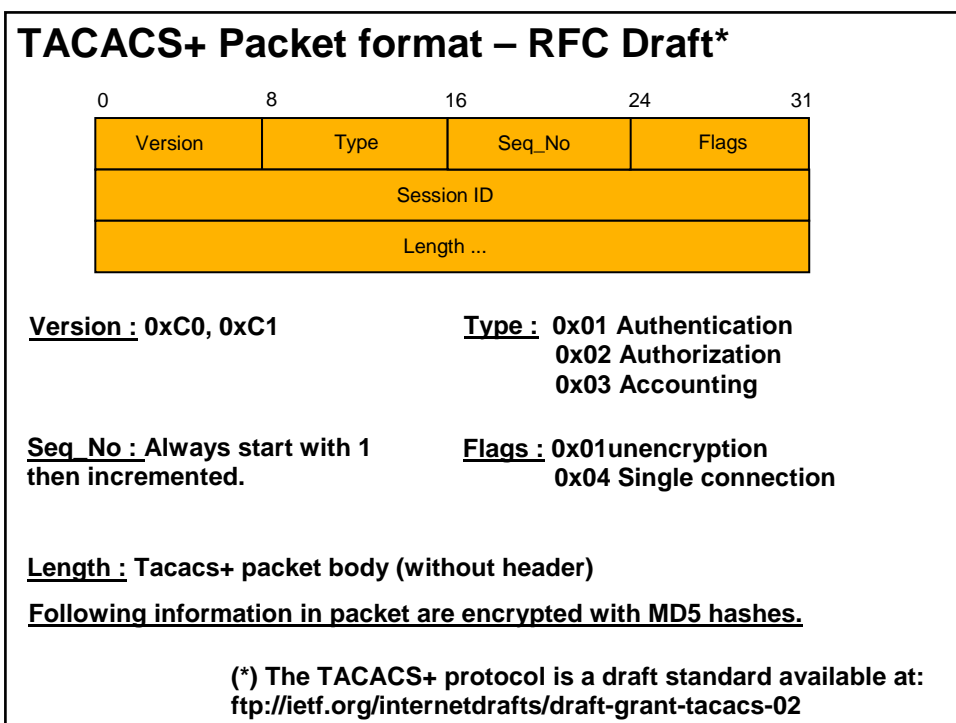 TACACS+ Packet format – RFC Draft*
0 8 16 24 31
Version Type Seq_No Flags
Session ID
Length ...
Version : 0xC0, 0xC1
Type : 0x01 Authentication
0x02 Authorization
0x03 Accounting
Seq_No : Always start with 1
then incremented.
Flags : 0x01unencryption
0x04 Single connection
Length : Tacacs+ packet body (without header)
Following information in packet are encrypted with MD5 hashes.
(*) The TACACS+ protocol is a draft standard available at:
ftp://ietf.org/internetdrafts/draft-grant-tacacs-02